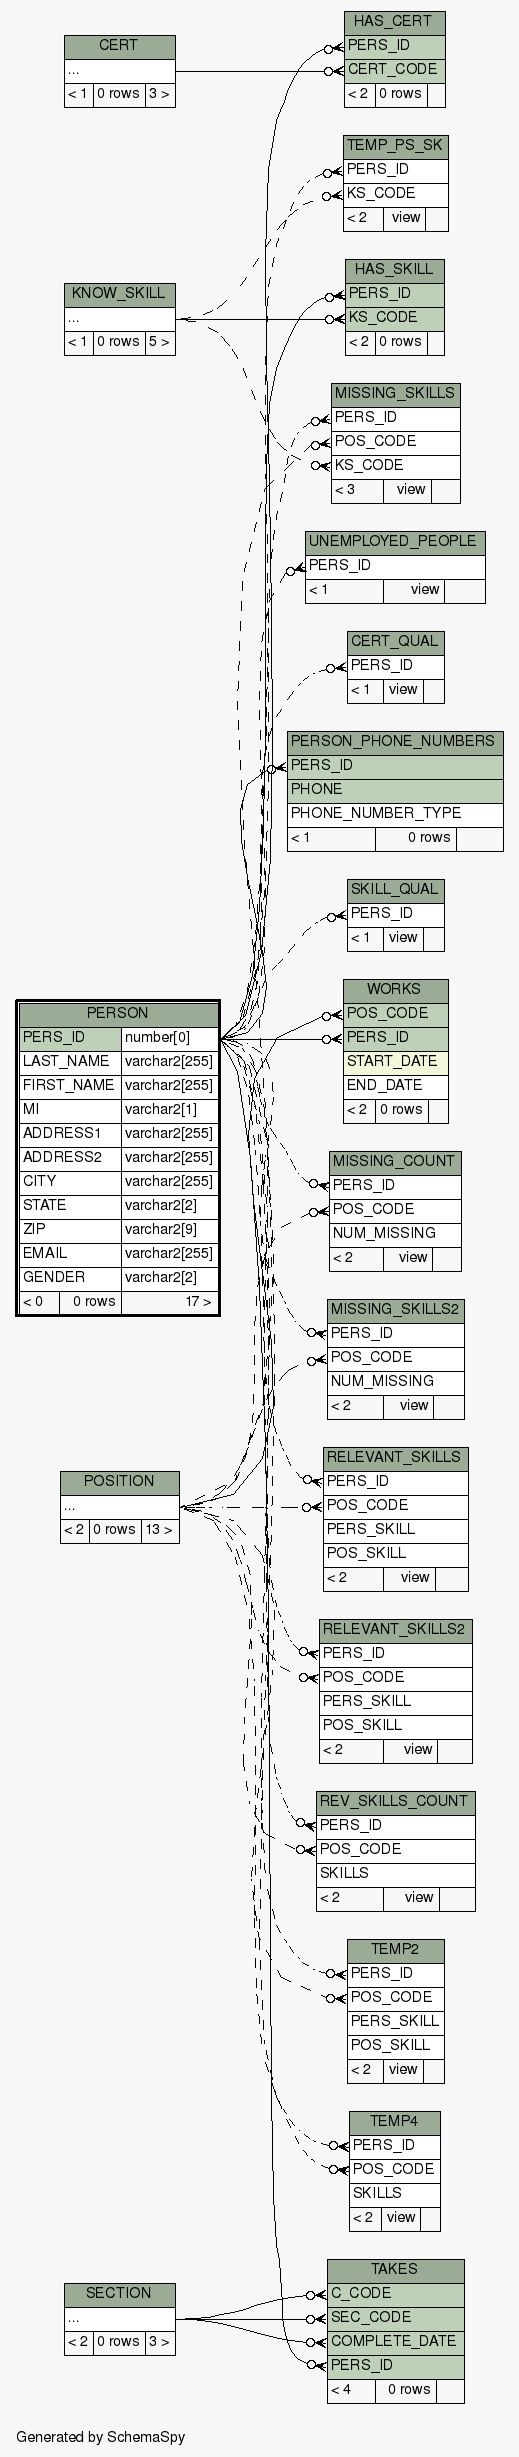 HAS_CERT
PERS_ID
CERT_CODE
< 2 0 rows
CERT
...
< 1 0 rows 3 >
TEMP_PS_SK
PERS_ID
KS_CODE
< 2 view
HAS_SKILL
PERS_ID
KS_CODE
< 2 0 rows
KNOW_SKILL
...
< 1 0 rows 5 >
MISSING_SKILLS
PERS_ID
POS_CODE
KS_CODE
< 3 view
UNEMPLOYED_PEOPLE
PERS_ID
< 1 view
CERT_QUAL
PERS_ID
< 1 view
PERSON_PHONE_NUMBERS
PERS_ID
PHONE
PHONE_NUMBER_TYPE
< 1 0 rows
SKILL_QUAL
PERS_ID
< 1 view
PERSON
PERS_ID number[0]
LAST_NAME varchar2[255]
FIRST_NAME varchar2[255]
MI varchar2[1]
ADDRESS1 varchar2[255]
ADDRESS2 varchar2[255]
CITY varchar2[255]
STATE varchar2[2]
ZIP varchar2[9]
EMAIL varchar2[255]
GENDER varchar2[2]
< 0 0 rows 17 >
WORKS
POS_CODE
PERS_ID
START_DATE
END_DATE
< 2 0 rows
MISSING_COUNT
PERS_ID
POS_CODE
NUM_MISSING
< 2 view
MISSING_SKILLS2
PERS_ID
POS_CODE
NUM_MISSING
< 2 view
POSITION
...
< 2 0 rows 13 >
RELEVANT_SKILLS
PERS_ID
POS_CODE
PERS_SKILL
POS_SKILL
< 2 view
RELEVANT_SKILLS2
PERS_ID
POS_CODE
PERS_SKILL
POS_SKILL
< 2 view
REV_SKILLS_COUNT
PERS_ID
POS_CODE
SKILLS
< 2 view
TEMP2
PERS_ID
POS_CODE
PERS_SKILL
POS_SKILL
< 2 view
TEMP4
PERS_ID
POS_CODE
SKILLS
< 2 view
SECTION
...
< 2 0 rows 3 >
TAKES
C_CODE
SEC_CODE
COMPLETE_DATE
PERS_ID
< 4 0 rows
Generated by SchemaSpy